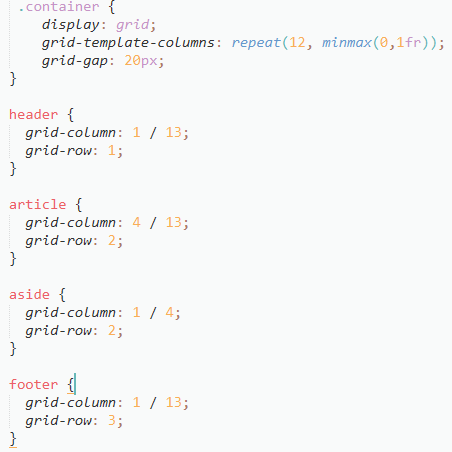 .container {
display: grid;
grid-template-columns: repeat(12, minmax(0,1fr));
grid-gap: 20px;
}
header {
grid-column: 1 / 13;
grid-row: 1;
}
article {
grid-column: 4 / 13;
grid-row: 2;
}
aside {
grid-column: 1 / 4;
grid-row: 2;
}
footer {
grid-column: 1 / 13;
grid-row: 3;
}